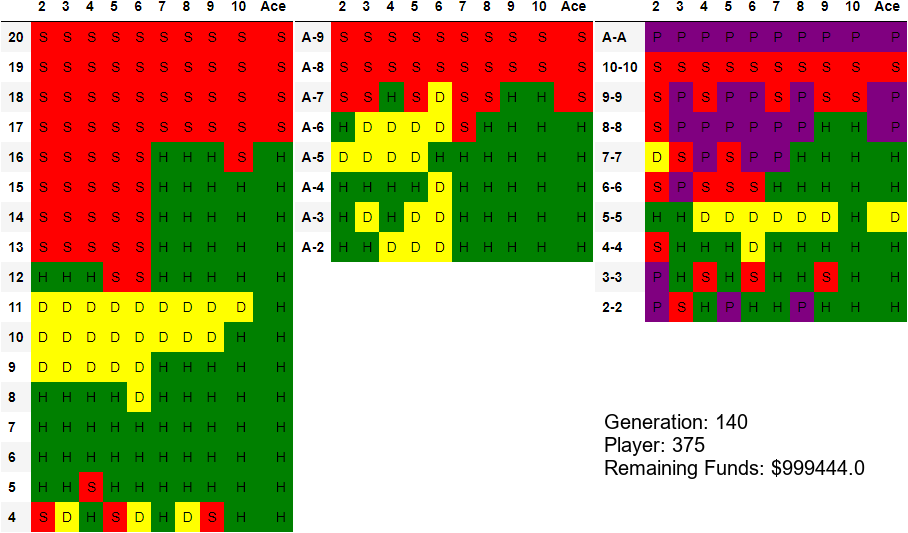 2 3 4 5 6 7 8 9 10 Ace
20 S S S S S S S S S S
19 S S S S S S S S S S
18 S S S S S S S S S S
17 S S S S S S S S S S
16 S S S S S H H H S H
15 S S S S S H H H H H
14 S S S S S H H H H H
13 S S S S S H H H H H
12 H H H S S H H H H H
11 D D D D D D D D D H
10 D D D D D D D D H H
9 D D D D D H H H H H
8 H H H H D H H H H H
7 H H H H H H H H H H
6 H H H H H H H H H H
5 H H S H H H H H H H
4 S D H S D H D S H H
2 3 4 5 6 7 8 9 10 Ace
A-9 S S S S S S S S S S
A-8 S S S S S S S S S S
A-7 S S H S D S S H H S
A-6 H D D D D S H H H H
A-5 D D D D H H H H H H
A-4 H H H H D H H H H H
A-3 H D H D D H H H H H
A-2 H H D D D H H H H H
2 3 4 5 6 7 8 9 10 Ace
A-A P P P P P P P P P P
10-10 S S S S S S S S S S
9-9 S P S P P S P S S P
8-8 S P P P P P P H H P
7-7 D S P S P P H H H H
6-6 S P S S S H H H H H
5-5 H H D D D D D D H D
4-4 S H H H D H H H H H
3-3 P H S H S H H S H H
2-2 P S H P H H P H H H
Generation: 140
Player: 375
Remaining Funds: $999444.0